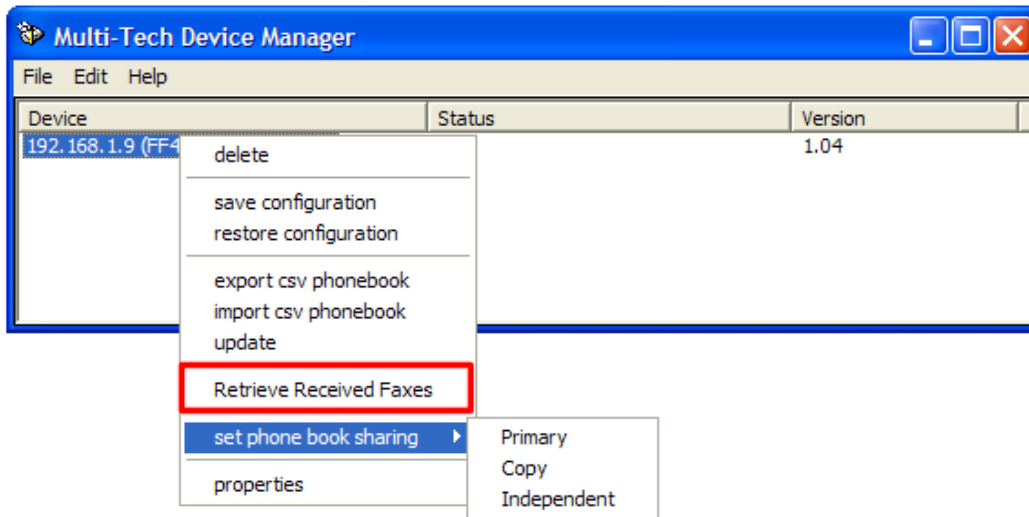 Multi-Tech Device Manager
File Edit Help
Device Status Version
192.168.1.9 (FF4 1.04
delete
save configuration
restore configuration
export csv phonebook
import csv phonebook
update
Retrieve Received Faxes
set phone book sharing Primary
Copy
properties
Independent